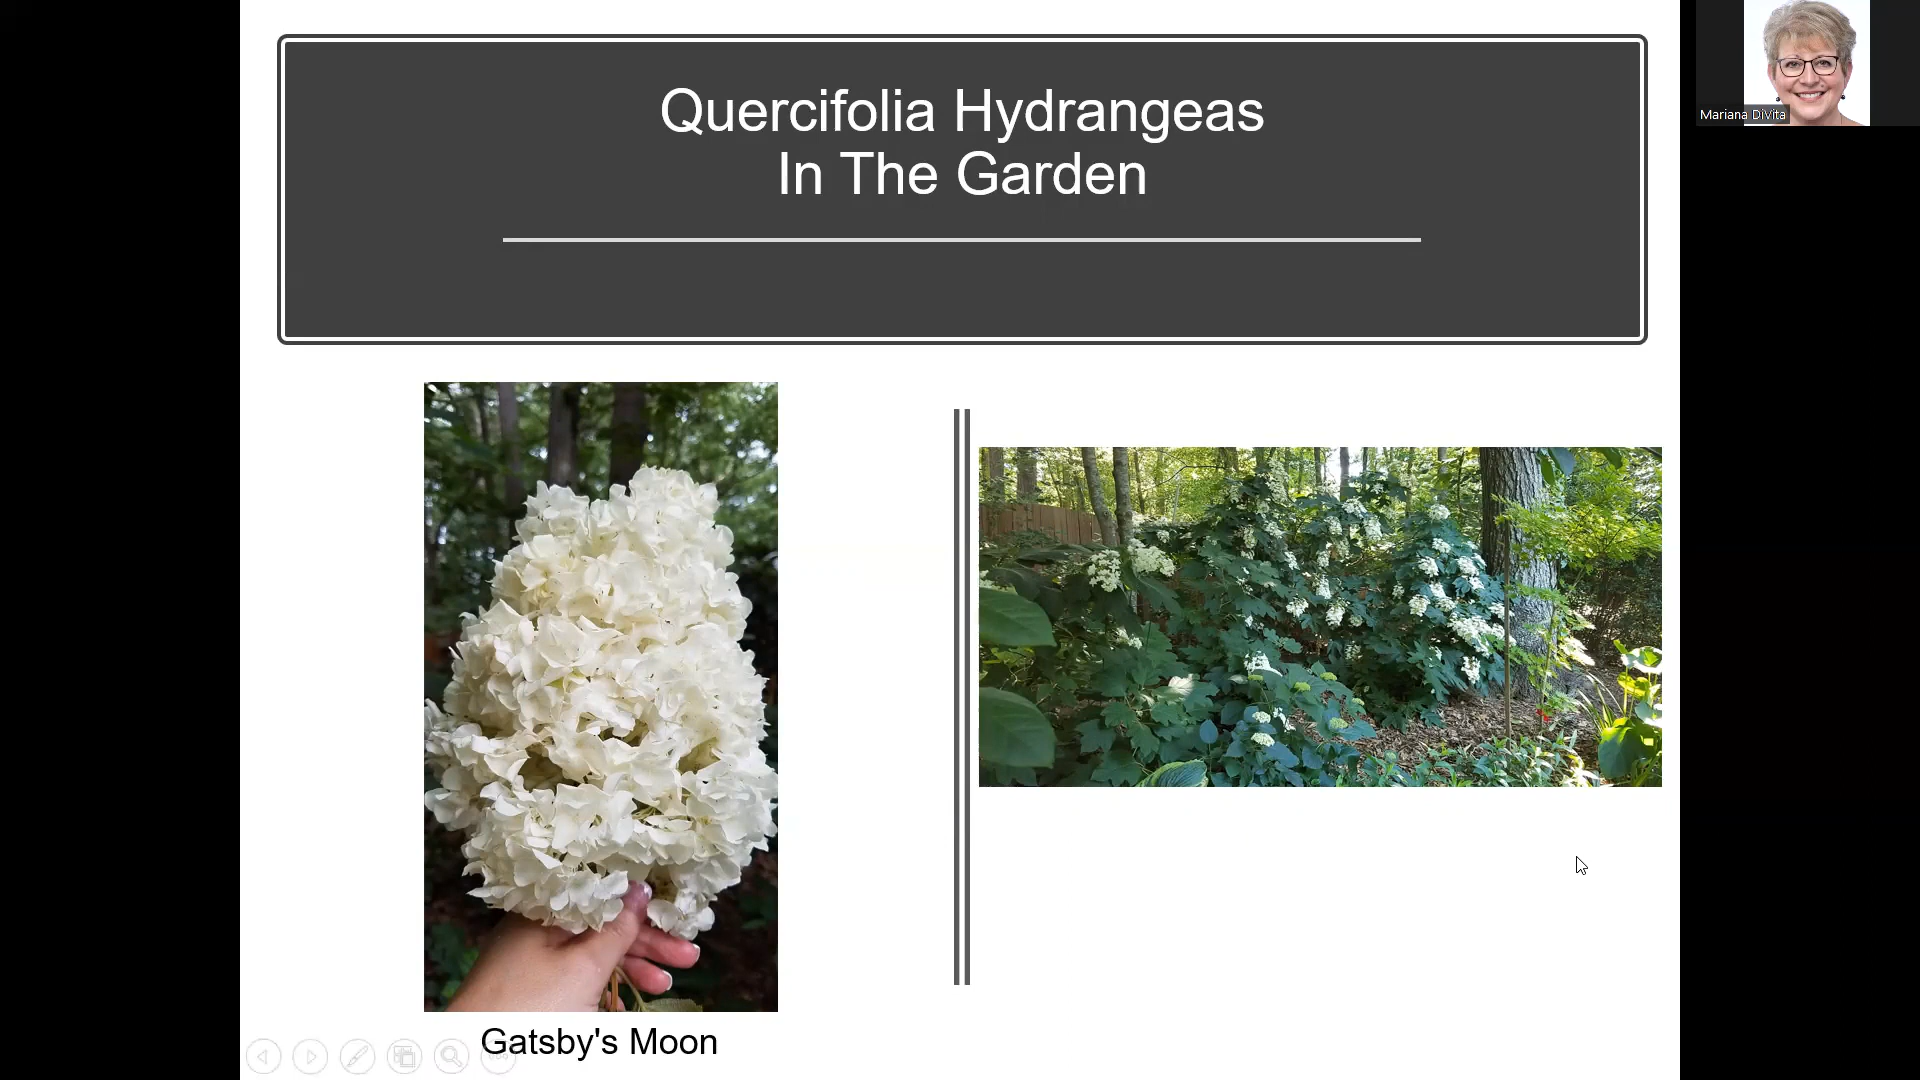 Quercifolia Hydrangeas
In The Garden
Mariana DiVita
Gatsby's Moon